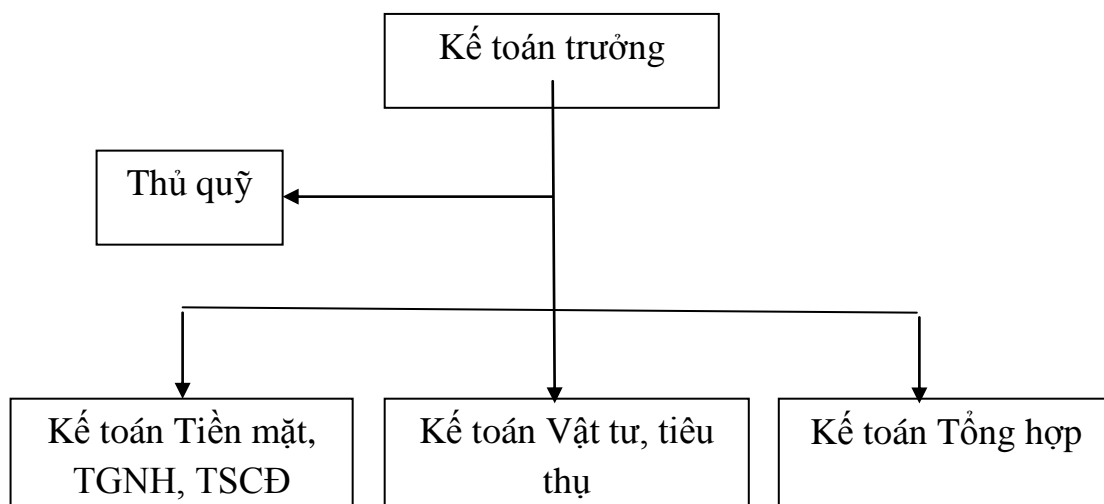 Kế toán trưởng
Thủ quỹ
Kế toán Tiền mặt,
TGNH, TSCĐ
Kế toán Vật tư, tiêu
thụ
Kế toán Tổng hợp